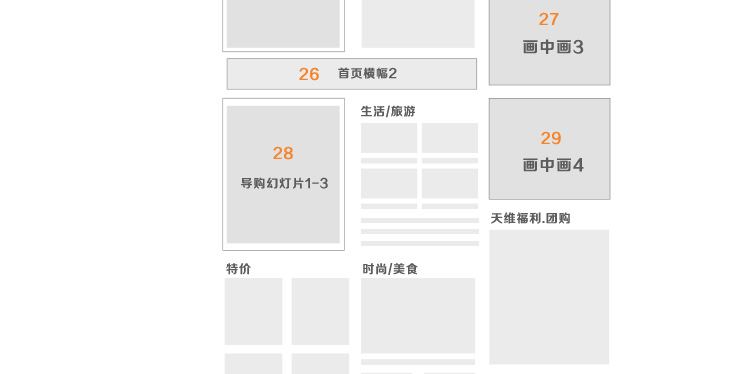 27
画中画3
26 首页横幅2
生活/旅游
28
导购幻灯片1-3
29
画中画4
天维福利.团购
特价
时尚/美食